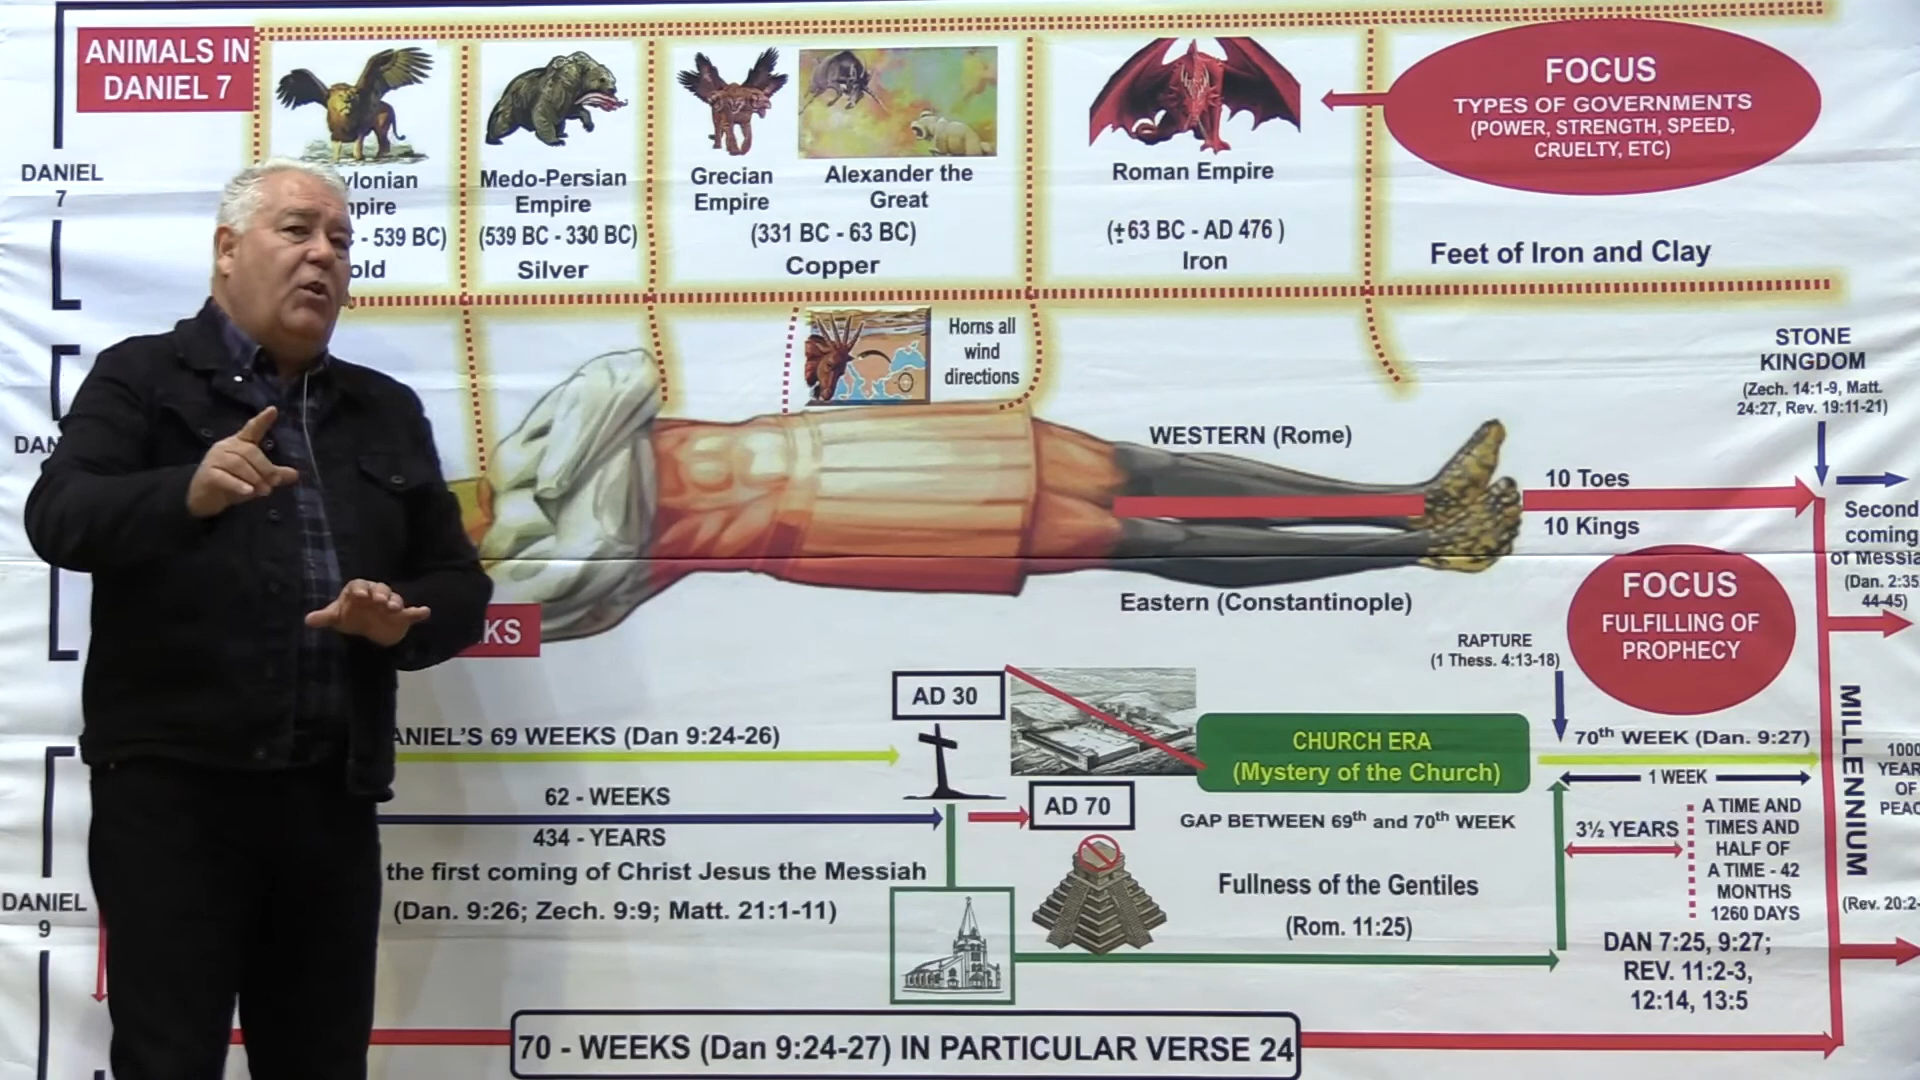 ANIMALS IN
DANIEL 7
DANIEL
7
Medo-Persian
Empire
(539 BC - 330 BC)
Silver
- 539 BC)
Grecian
Empire
Alexander the
Great
(331 BC - 63 BC)
Copper
Roman Empire
(±63 BC - AD 476 )
Iron
FOCUS
TYPES OF GOVERNMENTS
(POWER, STRENGTH, SPEED,
CRUELTY, ETC)
Feet of Iron and Clay
Horns all
wind
directions
STONE
KINGDOM
(Zech. 14:1-9, Matt.
24:27, Rev. 19:11-21)
WESTERN (Rome)
10 Toes
10 Kings
Eastern (Constantinople)
Second
coming
of Messia
(Dan. 2:35
44-45)
FOCUS
FULFILLING OF
PROPHECY
RAPTURE
(1 Thess. 4:13-18)
KS
AD 30
ANIEL'S 69 WEEKS (Dan 9:24-26)
62 - WEEKS
434 - YEARS
the first coming of Christ Jesus the Messiah
(Dan. 9:26; Zech. 9:9; Matt. 21:1-11)
AD 70
CHURCH ERA
(Mystery of the Church)
GAP BETWEEN 69th and 70th WEEK
Fullness of the Gentiles
(Rom. 11:25)
70th WEEK (Dan. 9:27)
1 WEEK
3½ YEARS
A TIME AND
TIMES AND
HALF OF
A TIME - 42
MONTHS
1260 DAYS
DAN 7:25, 9:27;
REV. 11:2-3,
12:14, 13:5
MILLENNIUM
1000
YEAR
OF
PEAC
(Rev. 20:2-
DANIEL
9
70 - WEEKS (Dan 9:24-27) IN PARTICULAR VERSE 24